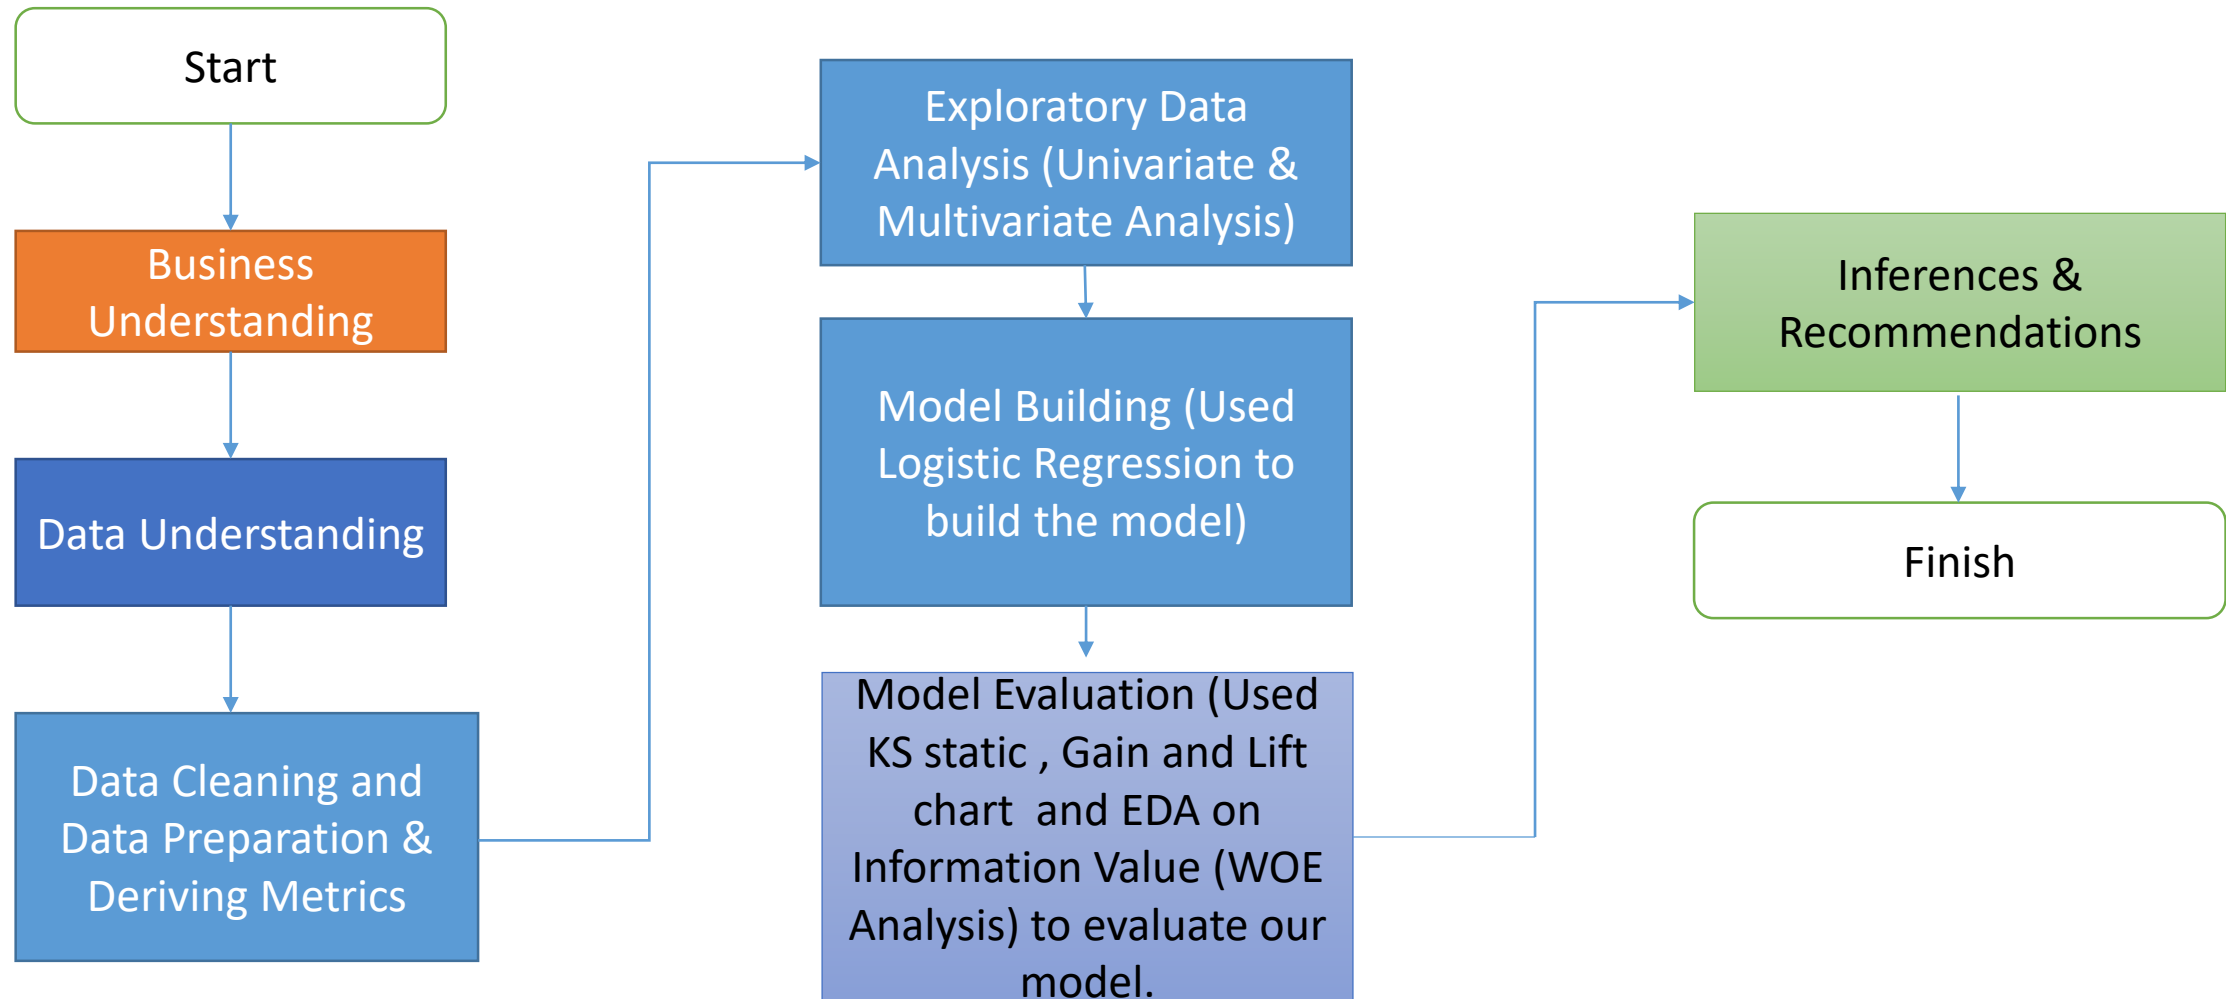 Start
Business
Understanding
Data Understanding
Data Cleaning and
Data Preparation &
Deriving Metrics
Exploratory Data
Analysis (Univariate &
Multivariate Analysis)
Model Building (Used
Logistic Regression to
build the model)
Model Evaluation (Used
KS static , Gain and Lift
chart  and EDA on
Information Value (WOE
Analysis) to evaluate our
model.
Inferences &
Recommendations
Finish